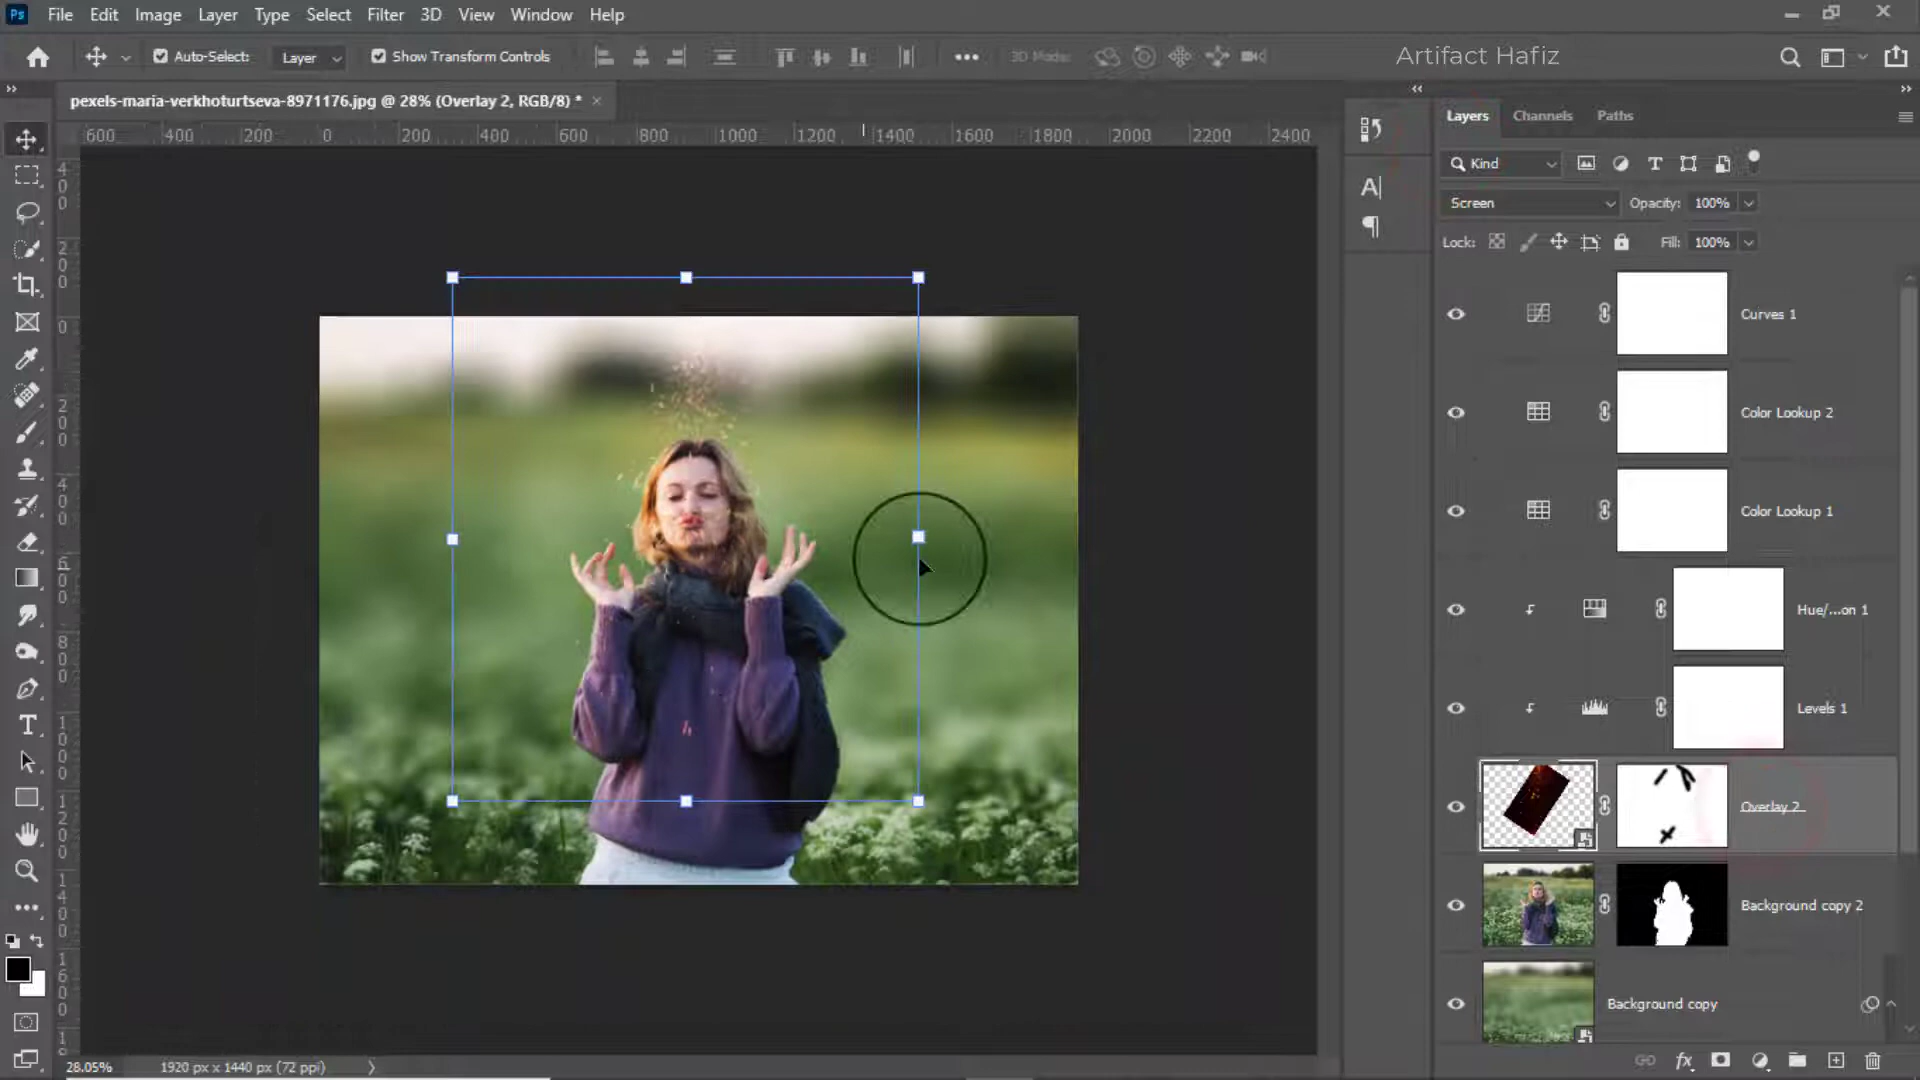 Ps File Edit Image Layer Type Select Filter 3D View Window Help
Auto-Select: Layer Show Transform Controls 3D Mode: Artifact Hafiz
pexels-maria-verkhoturtseva-8971176.jpg @ 28% (Overlay 2, RGB/8) *
600 400 200 0 200 400 600 800 1000 1200 1400 1600 1800 2000 2200 2400
Layers Channels Paths
Kind
Screen Opacity: 100%
Lock: Fill: 100%
Curves 1
Color Lookup 2
Color Lookup 1
Hue/...on 1
Levels 1
Overlay 2
Background copy 2
Background copy
28.05% 1920 px x 1440 px (72 ppi)